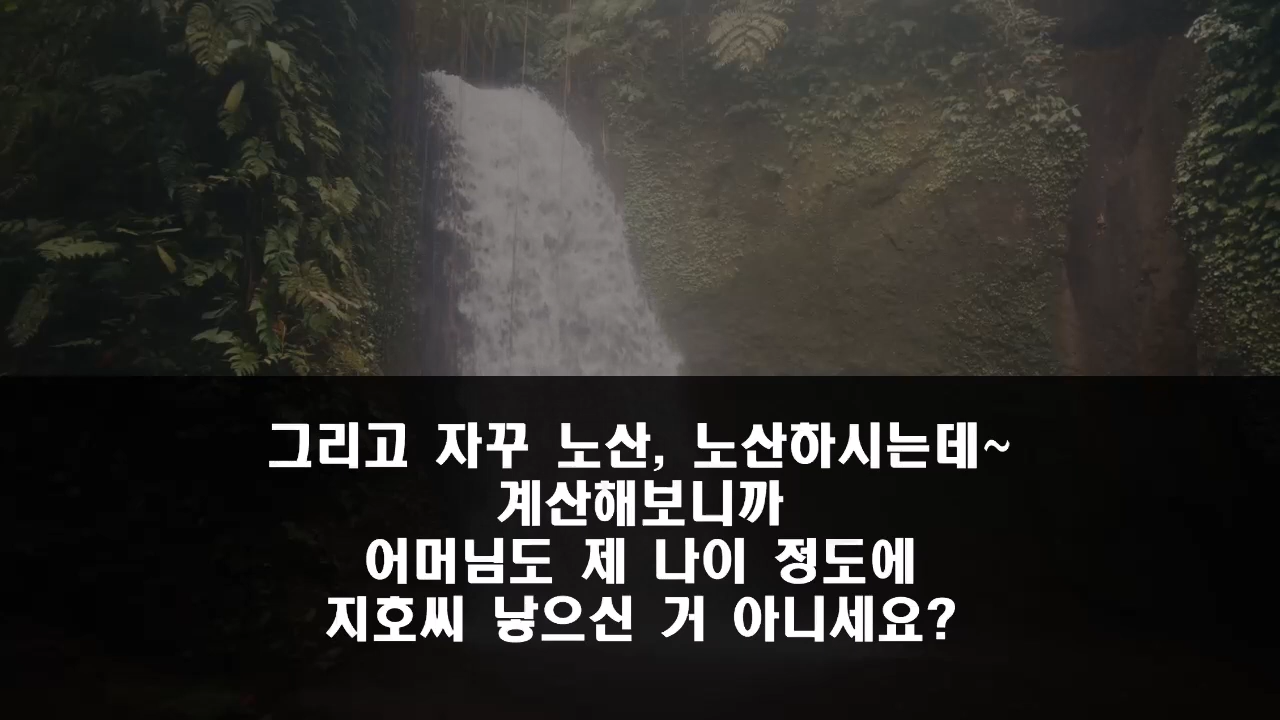 그리고 자꾸 노산, 노산하시는데~
계산해보니까
어머님도 제 나이 정도에
지호씨 낳으신 거 아니세요?